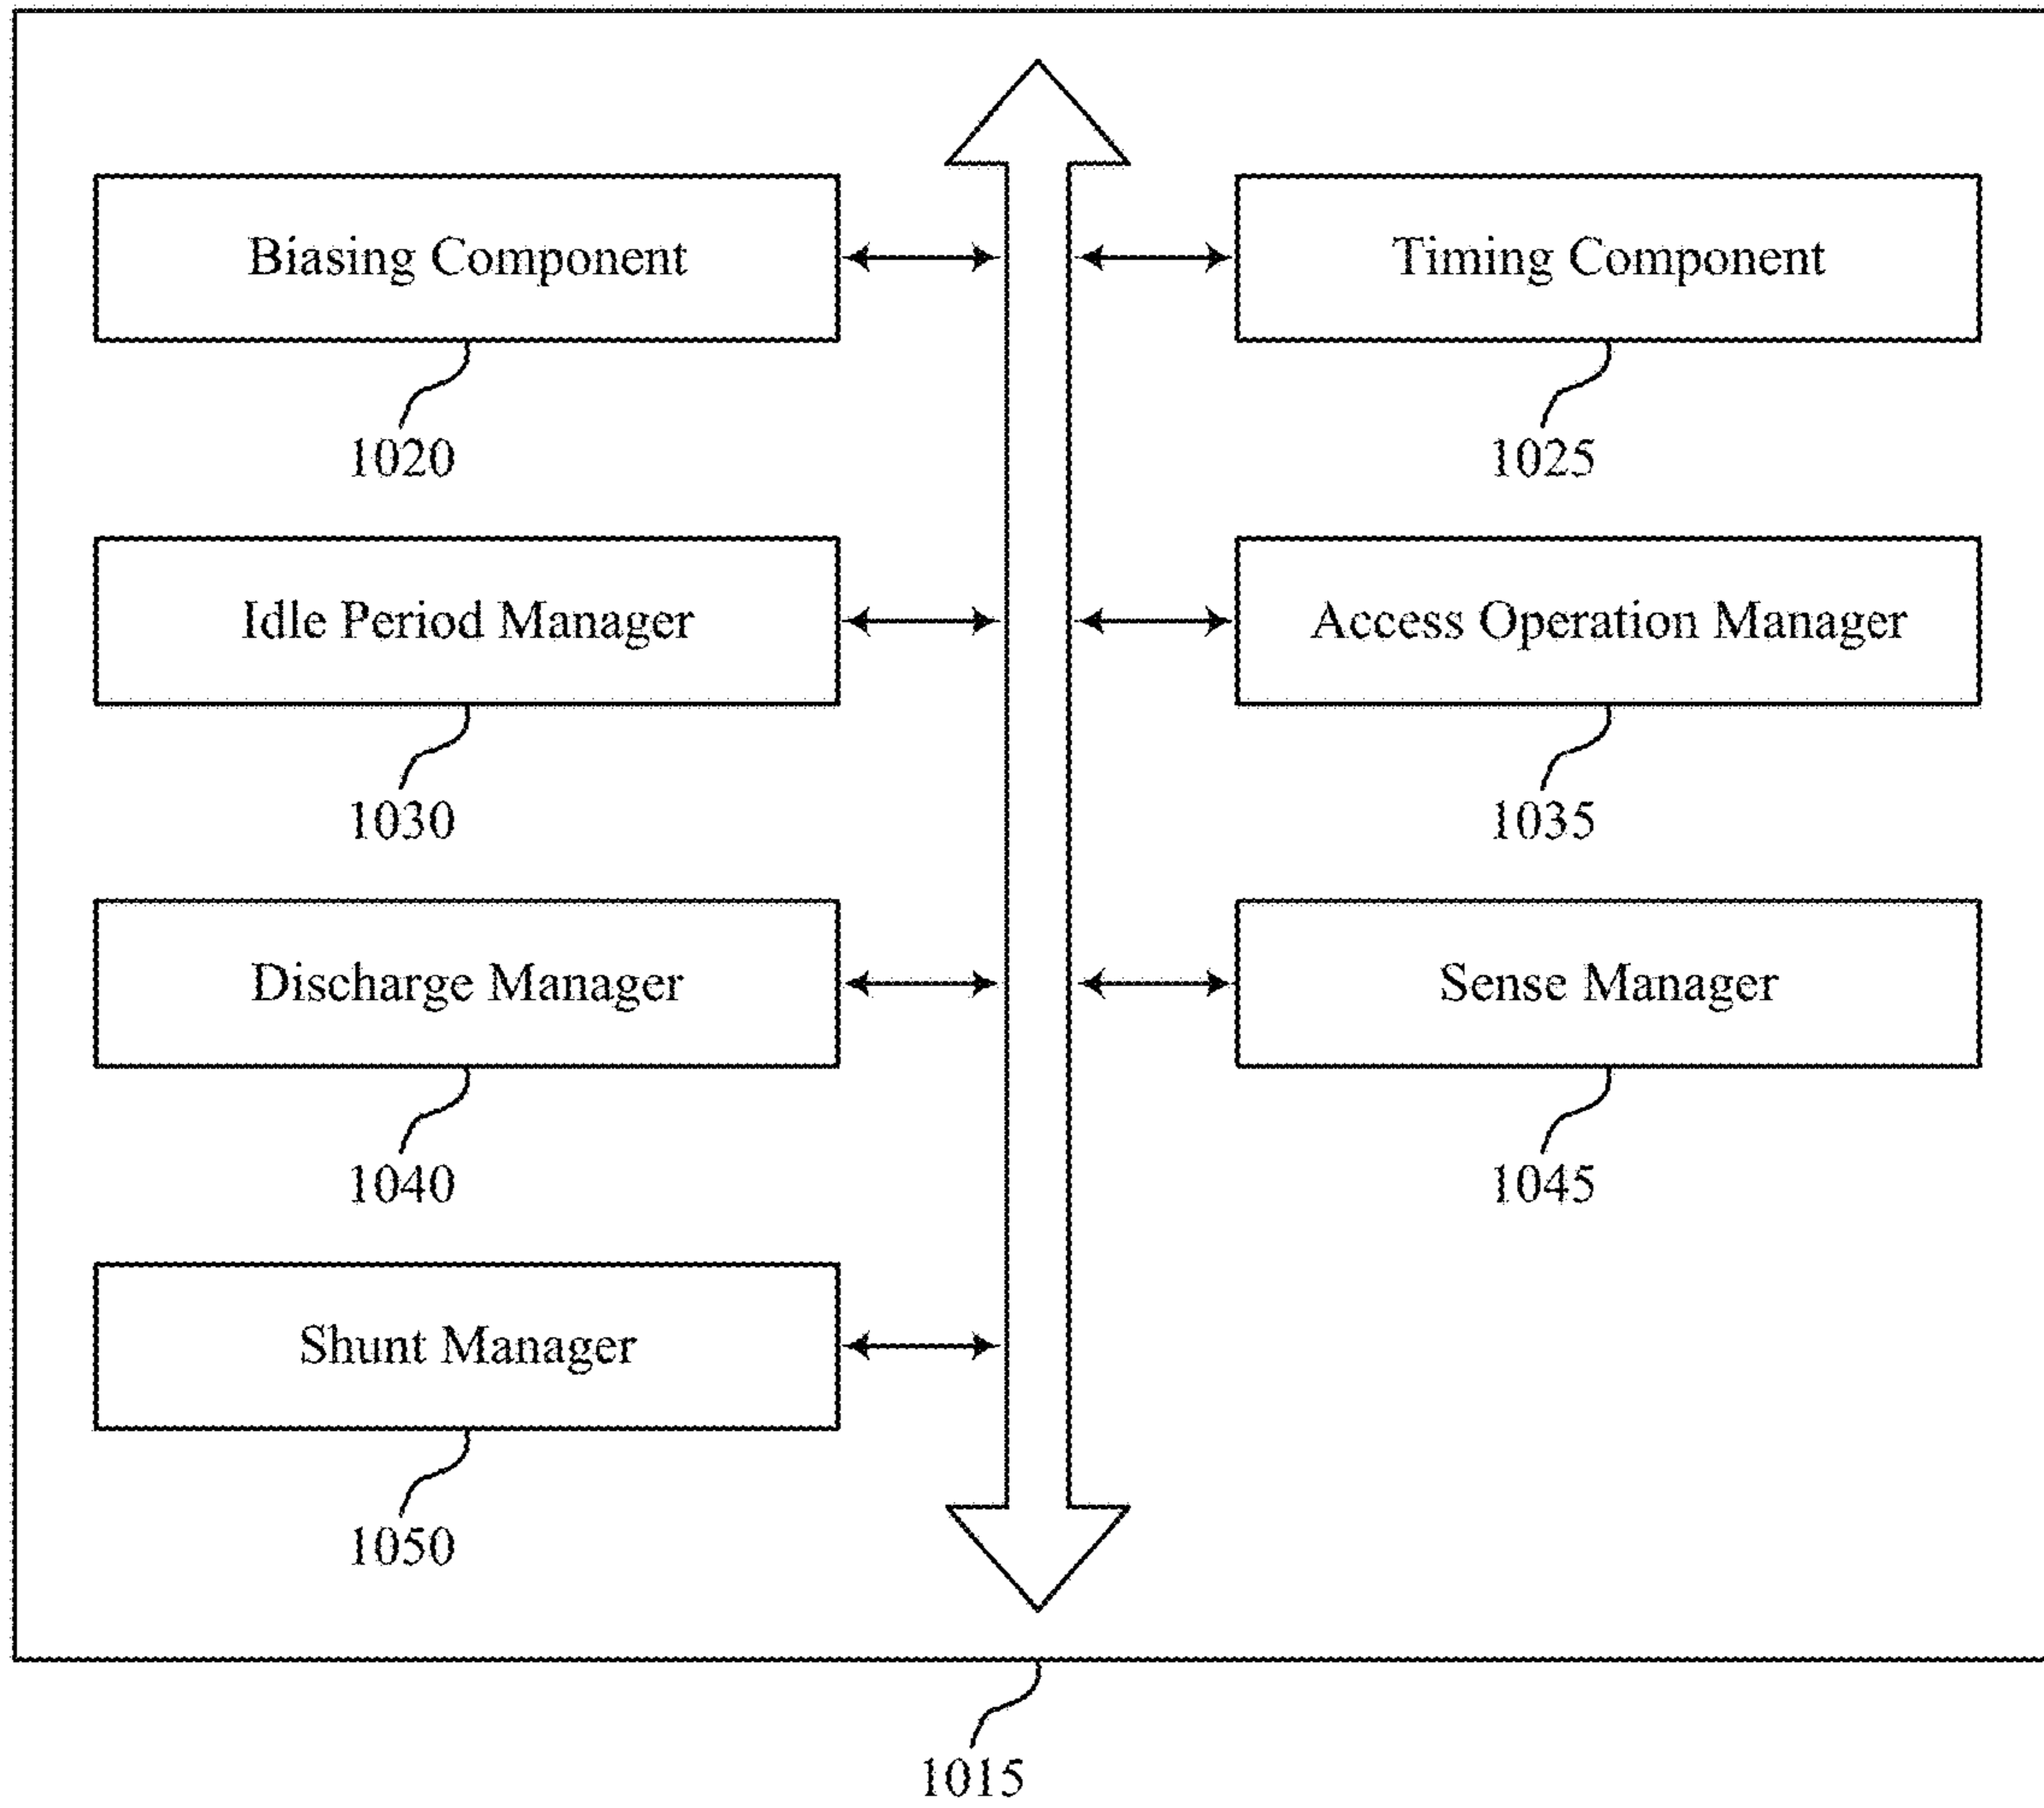 Biasing Component
Timing Component
1020
1025
Idle Period Manager
Access Operation Manager
1030
1035
Discharge Manager
Sense Manager
1040
1045
Shunt Manager
1050
1015